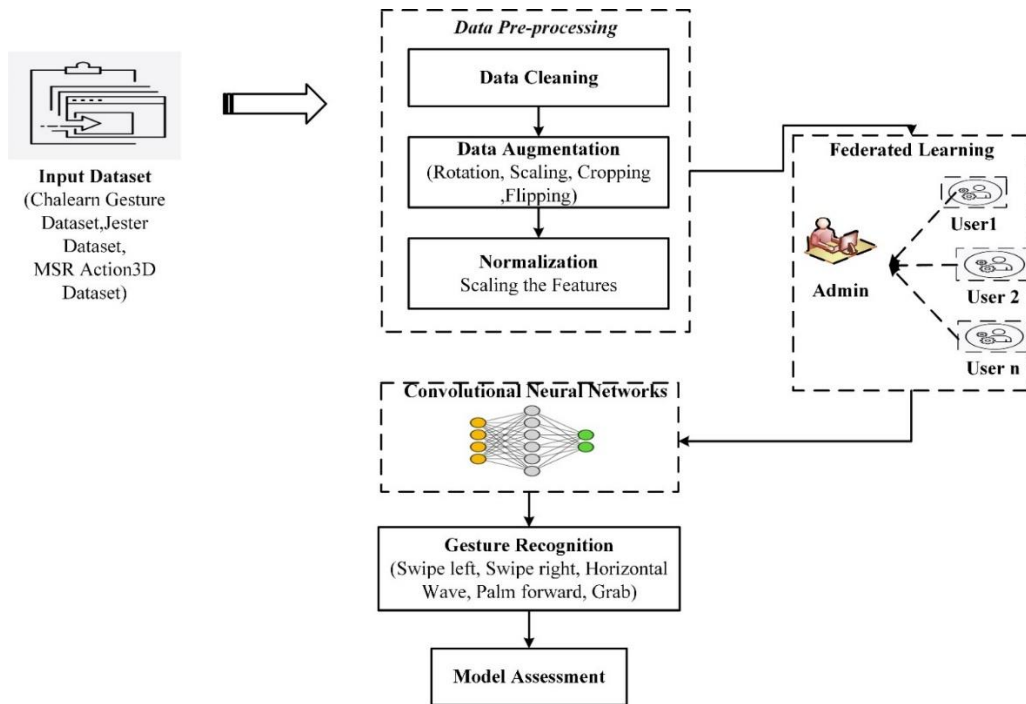 Input Dataset
(Chalearn Gesture
Dataset,Jester
Dataset,
MSR Action3D
Dataset)
Data Pre-processing
Data Cleaning
Data Augmentation
(Rotation, Scaling, Cropping
,Flipping)
Normalization
Scaling the Features
Federated Learning
User1
Admin
User 2
User n
Convolutional Neural Networks
Gesture Recognition
(Swipe left, Swipe right, Horizontal
Wave, Palm forward, Grab)
Model Assessment